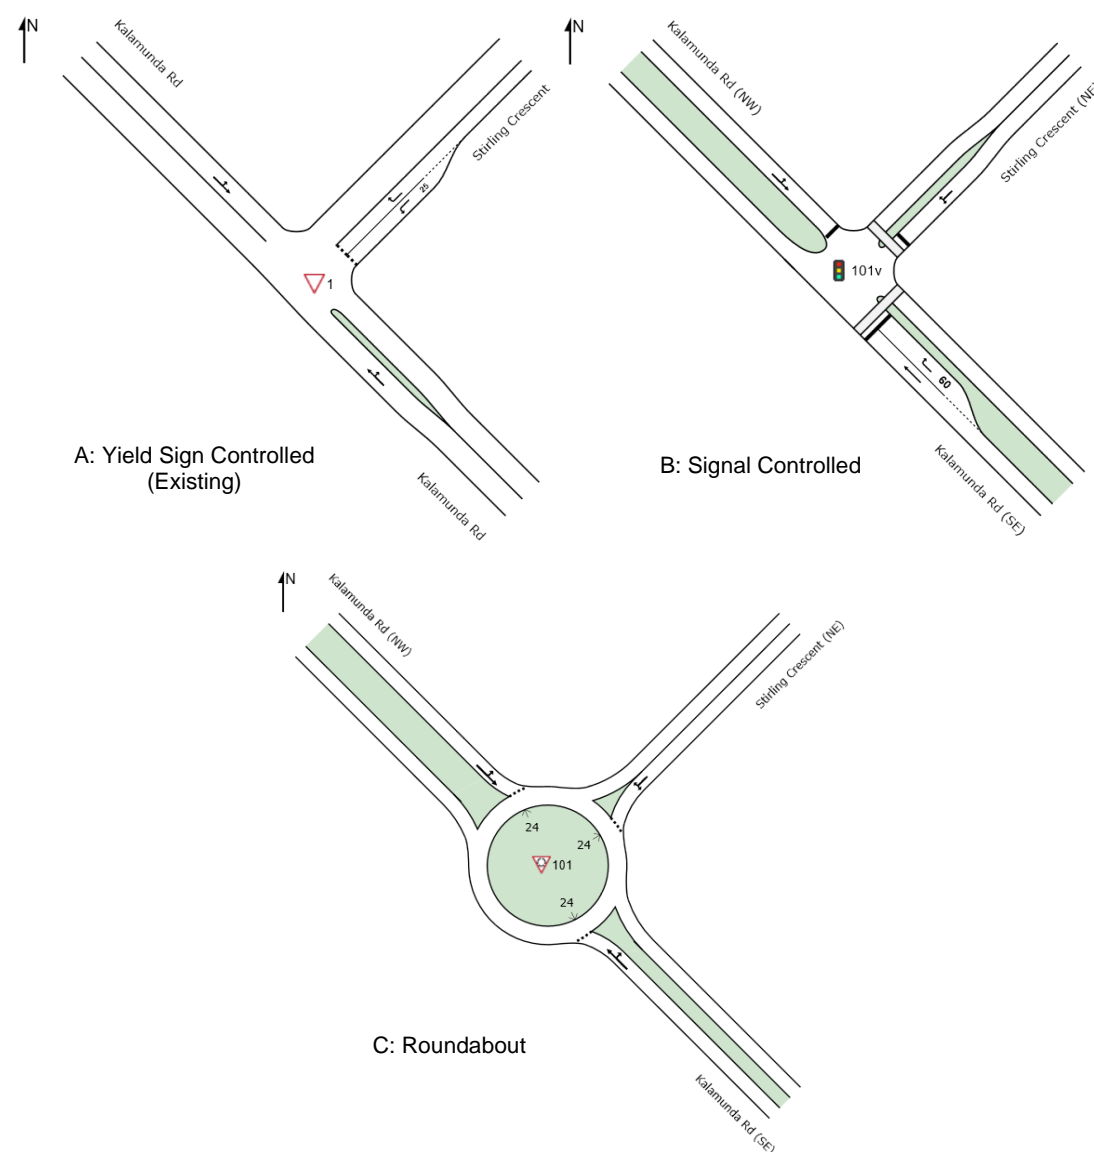 N
Kalamunda Rd
Stirling Crescent
25
1
Kalamunda Rd
A: Yield Sign Controlled
(Existing)
N
Kalamunda Rd (NW)
Stirling Crescent (NE
101v
60
Kalamunda Rd (SE)
B: Signal Controlled
N
Kalamunda Rd (NW)
Stirling Crescent (NE)
24
24
101
24
Kalamunda Rd (SE)
C: Roundabout